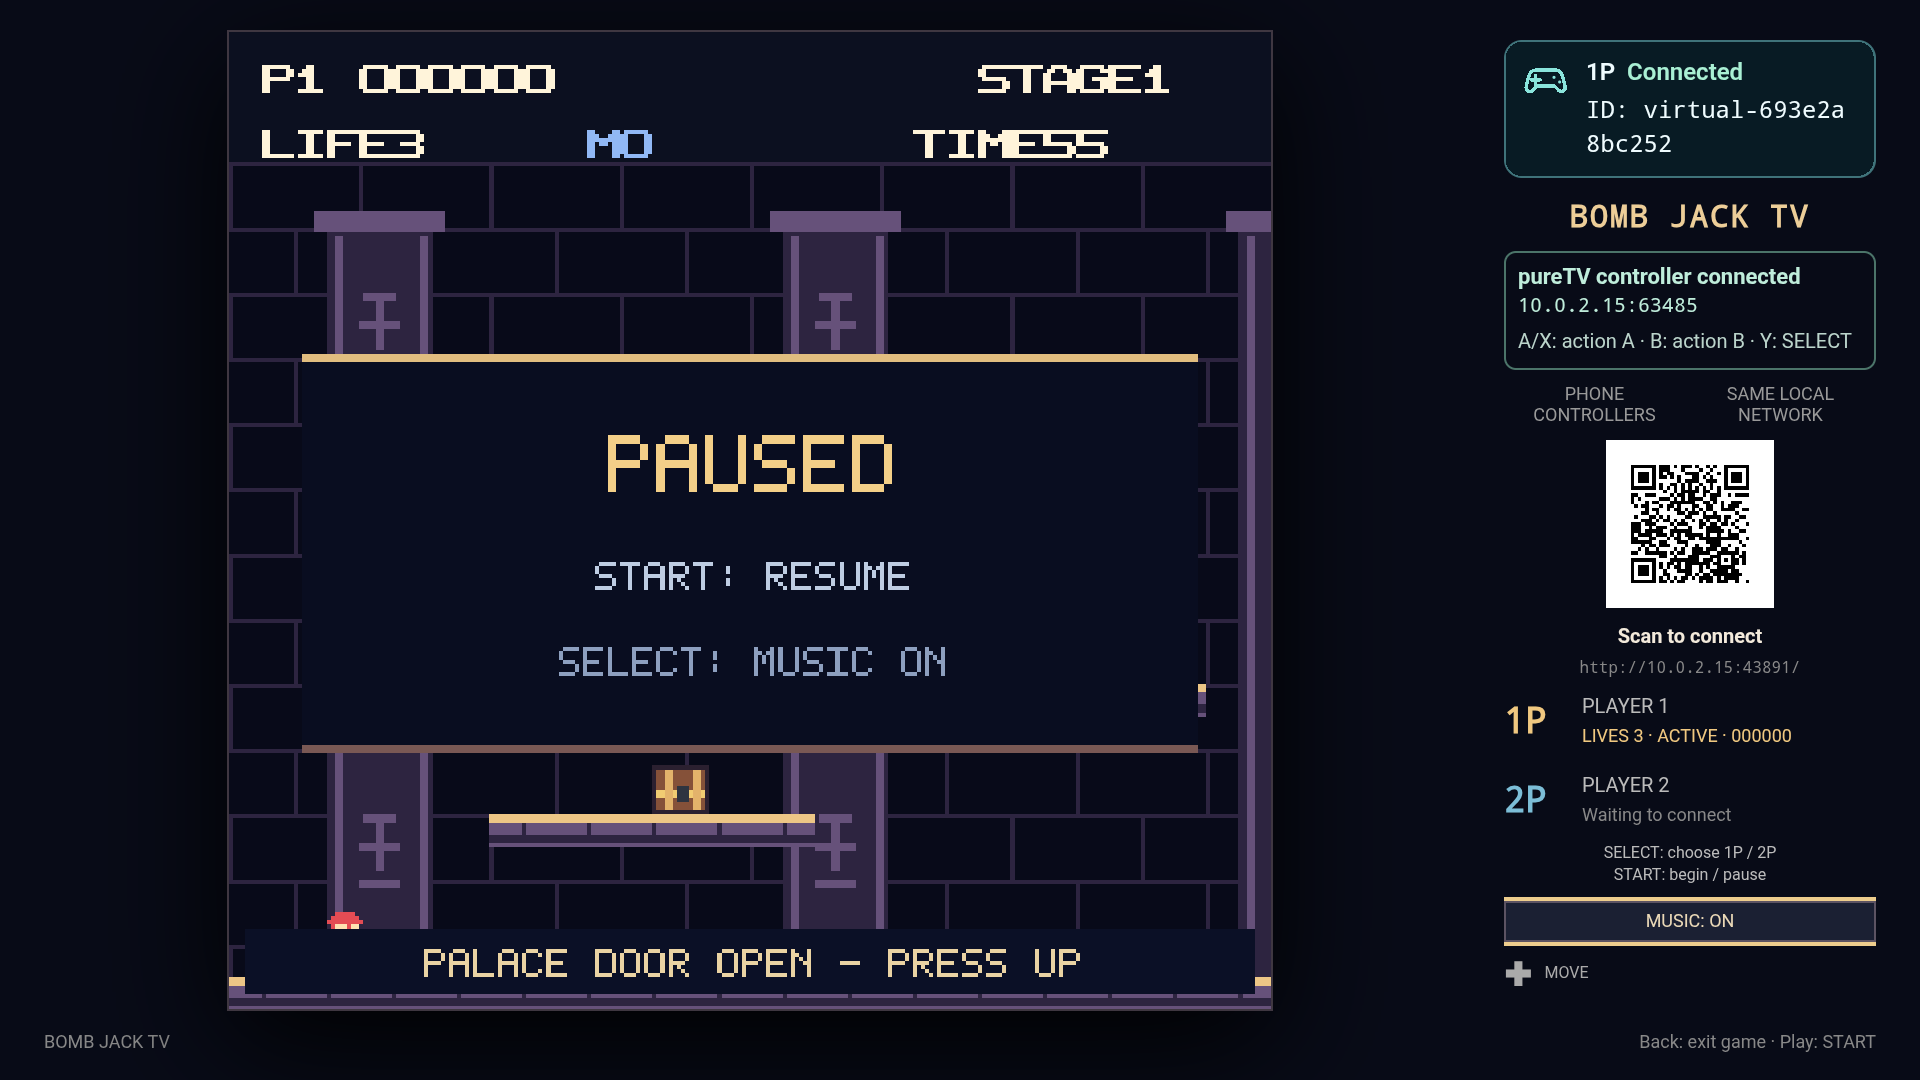 P1 000000
STAGE1
LIFE3
M0
TIME55
PAUSED
START: RESUME
SELECT: MUSIC ON
PALACE DOOR OPEN - PRESS UP
BOMB JACK TV
1P Connected
ID: virtual-693e2a
8bc252
BOMB JACK TV
pureTV controller connected
10.0.2.15:63485
A/X: action A · B: action B · Y: SELECT
PHONE
CONTROLLERS
SAME LOCAL
NETWORK
Scan to connect
http://10.0.2.15:43891/
1P
PLAYER 1
LIVES 3 · ACTIVE · 000000
2P
PLAYER 2
Waiting to connect
SELECT: choose 1P / 2P
START: begin / pause
MUSIC: ON
MOVE
Back: exit game · Play: START